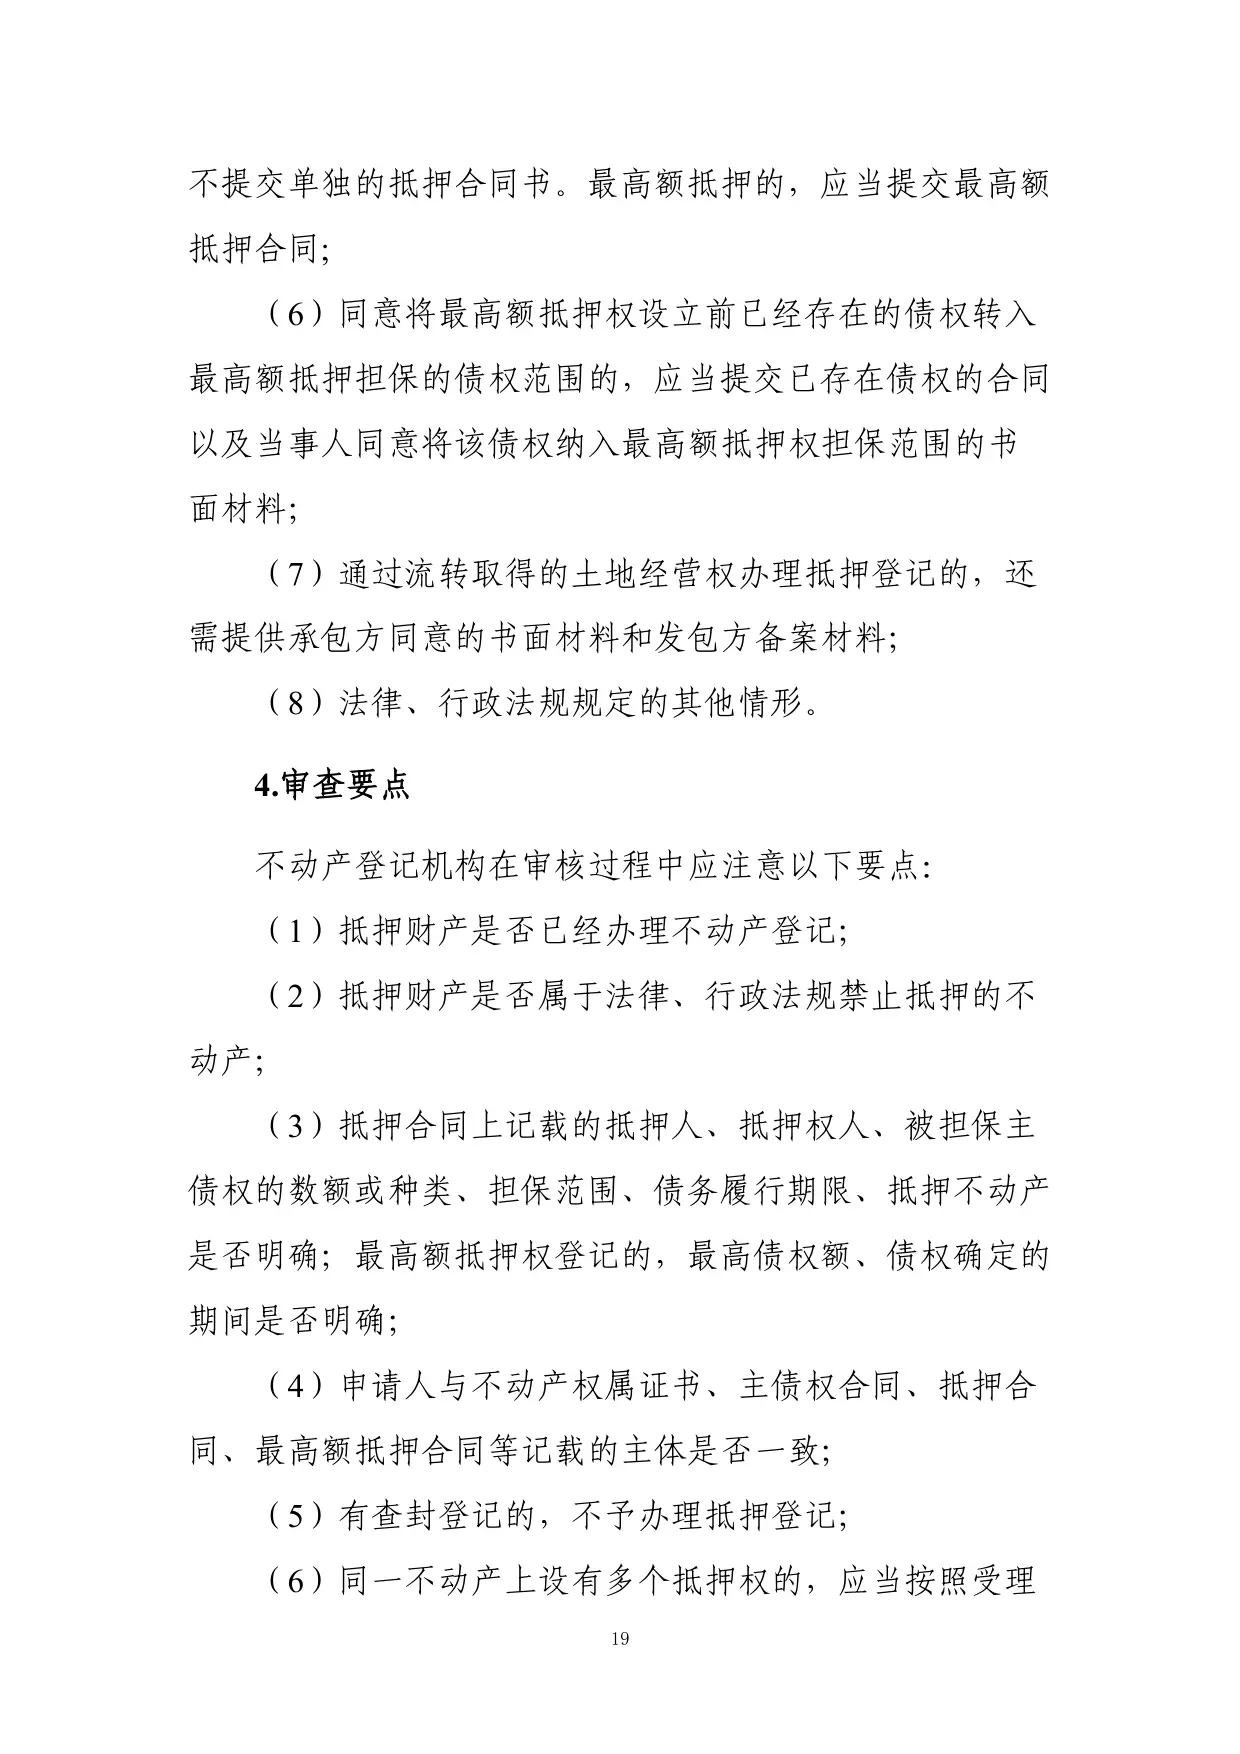 不提交单独的抵押合同书。最高额抵押的，应当提交最高额
抵押合同；
（6）同意将最高额抵押权设立前已经存在的债权转入
最高额抵押担保的债权范围的，应当提交已存在债权的合同
以及当事人同意将该债权纳入最高额抵押权担保范围的书
面材料；
（7）通过流转取得的土地经营权办理抵押登记的，还
需提供承包方同意的书面材料和发包方备案材料；
（8）法律、行政法规规定的其他情形。
4.审查要点
不动产登记机构在审核过程中应注意以下要点：
（1）抵押财产是否已经办理不动产登记；
（2）抵押财产是否属于法律、行政法规禁止抵押的不
动产；
（3）抵押合同上记载的抵押人、抵押权人、被担保主
债权的数额或种类、担保范围、债务履行期限、抵押不动产
是否明确；最高额抵押权登记的，最高债权额、债权确定的
期间是否明确；
（4）申请人与不动产权属证书、主债权合同、抵押合
同、最高额抵押合同等记载的主体是否一致；
（5）有查封登记的，不予办理抵押登记；
（6）同一不动产上设有多个抵押权的，应当按照受理
19